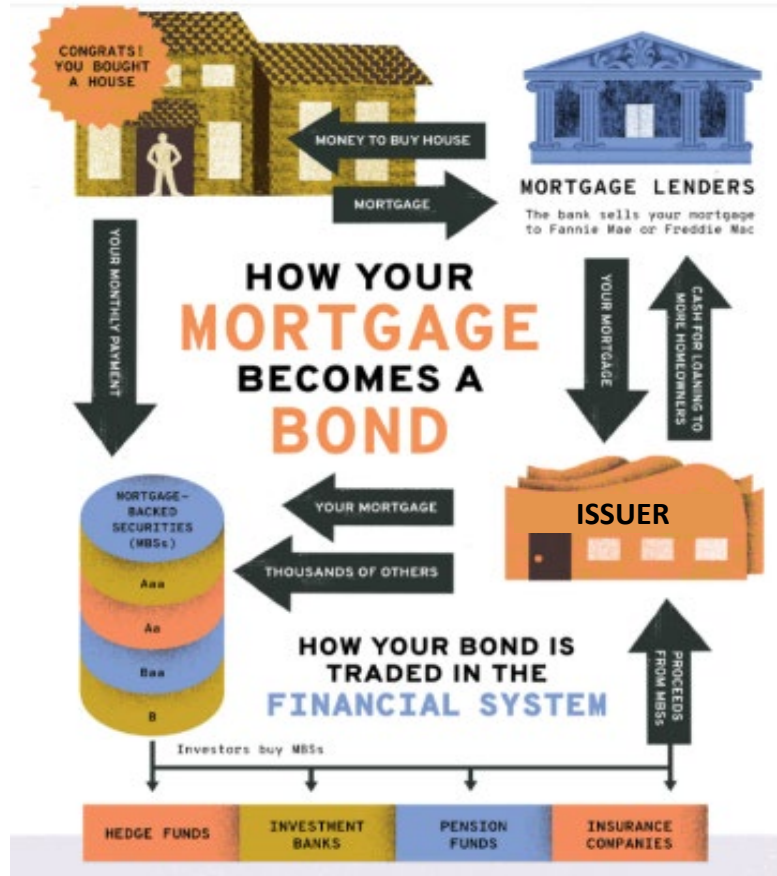 CONGRATS!
YOU BOUGHT
A HOUSE
MONEY TO BUY HOUSE
MORTGAGE
MORTGAGE LENDERS
The bank sells your mortgage
to Fannie Mae or Freddie Mac
YOUR MONTHLY PAYMENT
HOW YOUR
MORTGAGE
BECOMES A
BOND
YOUR MORTGAGE
CASH FOR LOANING TO
MORE HOMEOWNERS
MORTGAGE-
BACKED
SECURITIES
(MBSs)
Aaa
Aa
Baa
B
YOUR MORTGAGE
THOUSANDS OF OTHERS
ISSUER
HOW YOUR BOND IS
TRADED IN THE
FINANCIAL SYSTEM
PROCEEDS
FROM MBSs
Investors buy MBSs
HEDGE FUNDS
INVESTMENT
BANKS
PENSION
FUNDS
INSURANCE
COMPANIES